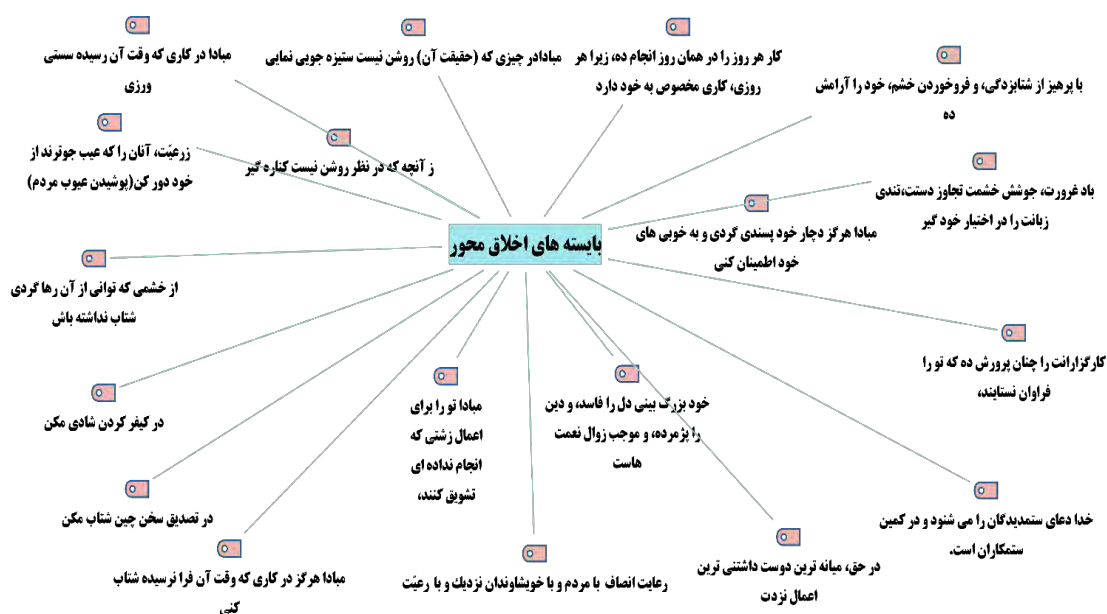 مبادا در کاری که وقت آن رسیده سستی
ورزی
مبادادر چیزی که (حقیقت آن) روشن نیست ستیزه جویی نمایی
کار هر روز را در همان روز انجام ده، زیرا هر
روزی، کاری مخصوص به خود دارد
با پرهیز از شتابزدگی، و فروخوردن خشم، خود را آرامش
ده
زرعیّت، آنان را که عیب جوترند از
خود دور کن(پوشیدن عیوب مردم)
ز آنچه که در نظر روشن نیست کناره گیر
باد غرورت، جوشش خشمت تجاوز دستت،تندی
زبانت را در اختیار خود گیر
مبادا هرگز دچار خود پسندی گردی و به خوبی های
خود اطمینان کنی
بایسته های اخلاق محور
از خشمی که توانی از آن رها گردی
شتاب نداشته باش
کارگزارانت را چنان پرورش ده که تو را
فراوان نستایند،
در کیفر کردن شادی مکن
مبادا تو را برای
اعمال زشتی که
انجام نداده ای
تشویق کنند،
خود بزرگ بینی دل را فاسد، و دین
را پژمرده، و موجب زوال نعمت
هاست
در تصدیق سخن چین شتاب مکن
خدا دعای ستمدیدگان را می شنود و در کمین
ستمکاران است.
مبادا هرگز در کاری که وقت آن فرا نرسیده شتاب
کنی
رعایت انصاف با مردم و با خویشاوندان نزدیك و با رعیّت
در حق، میانه ترین دوست داشتنی ترین
اعمال نزدت